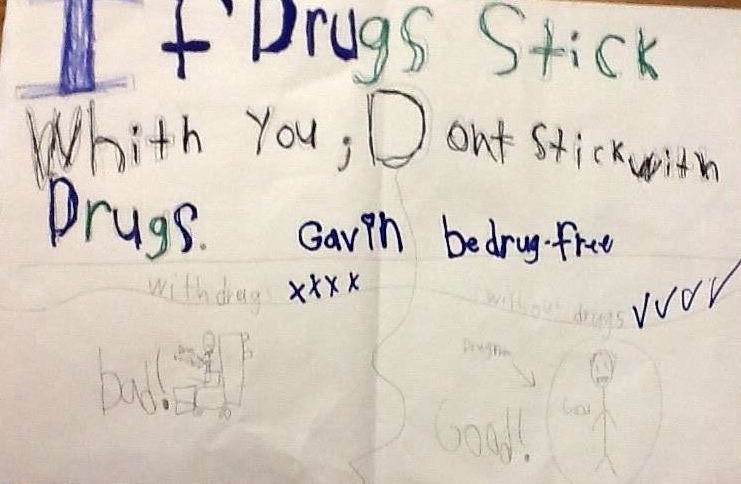 If Drugs Stick
Whith You ; Dont Stick with
Drugs. Gavin be drug-free
with drugs xxxx
without drugs
bad!
Good!